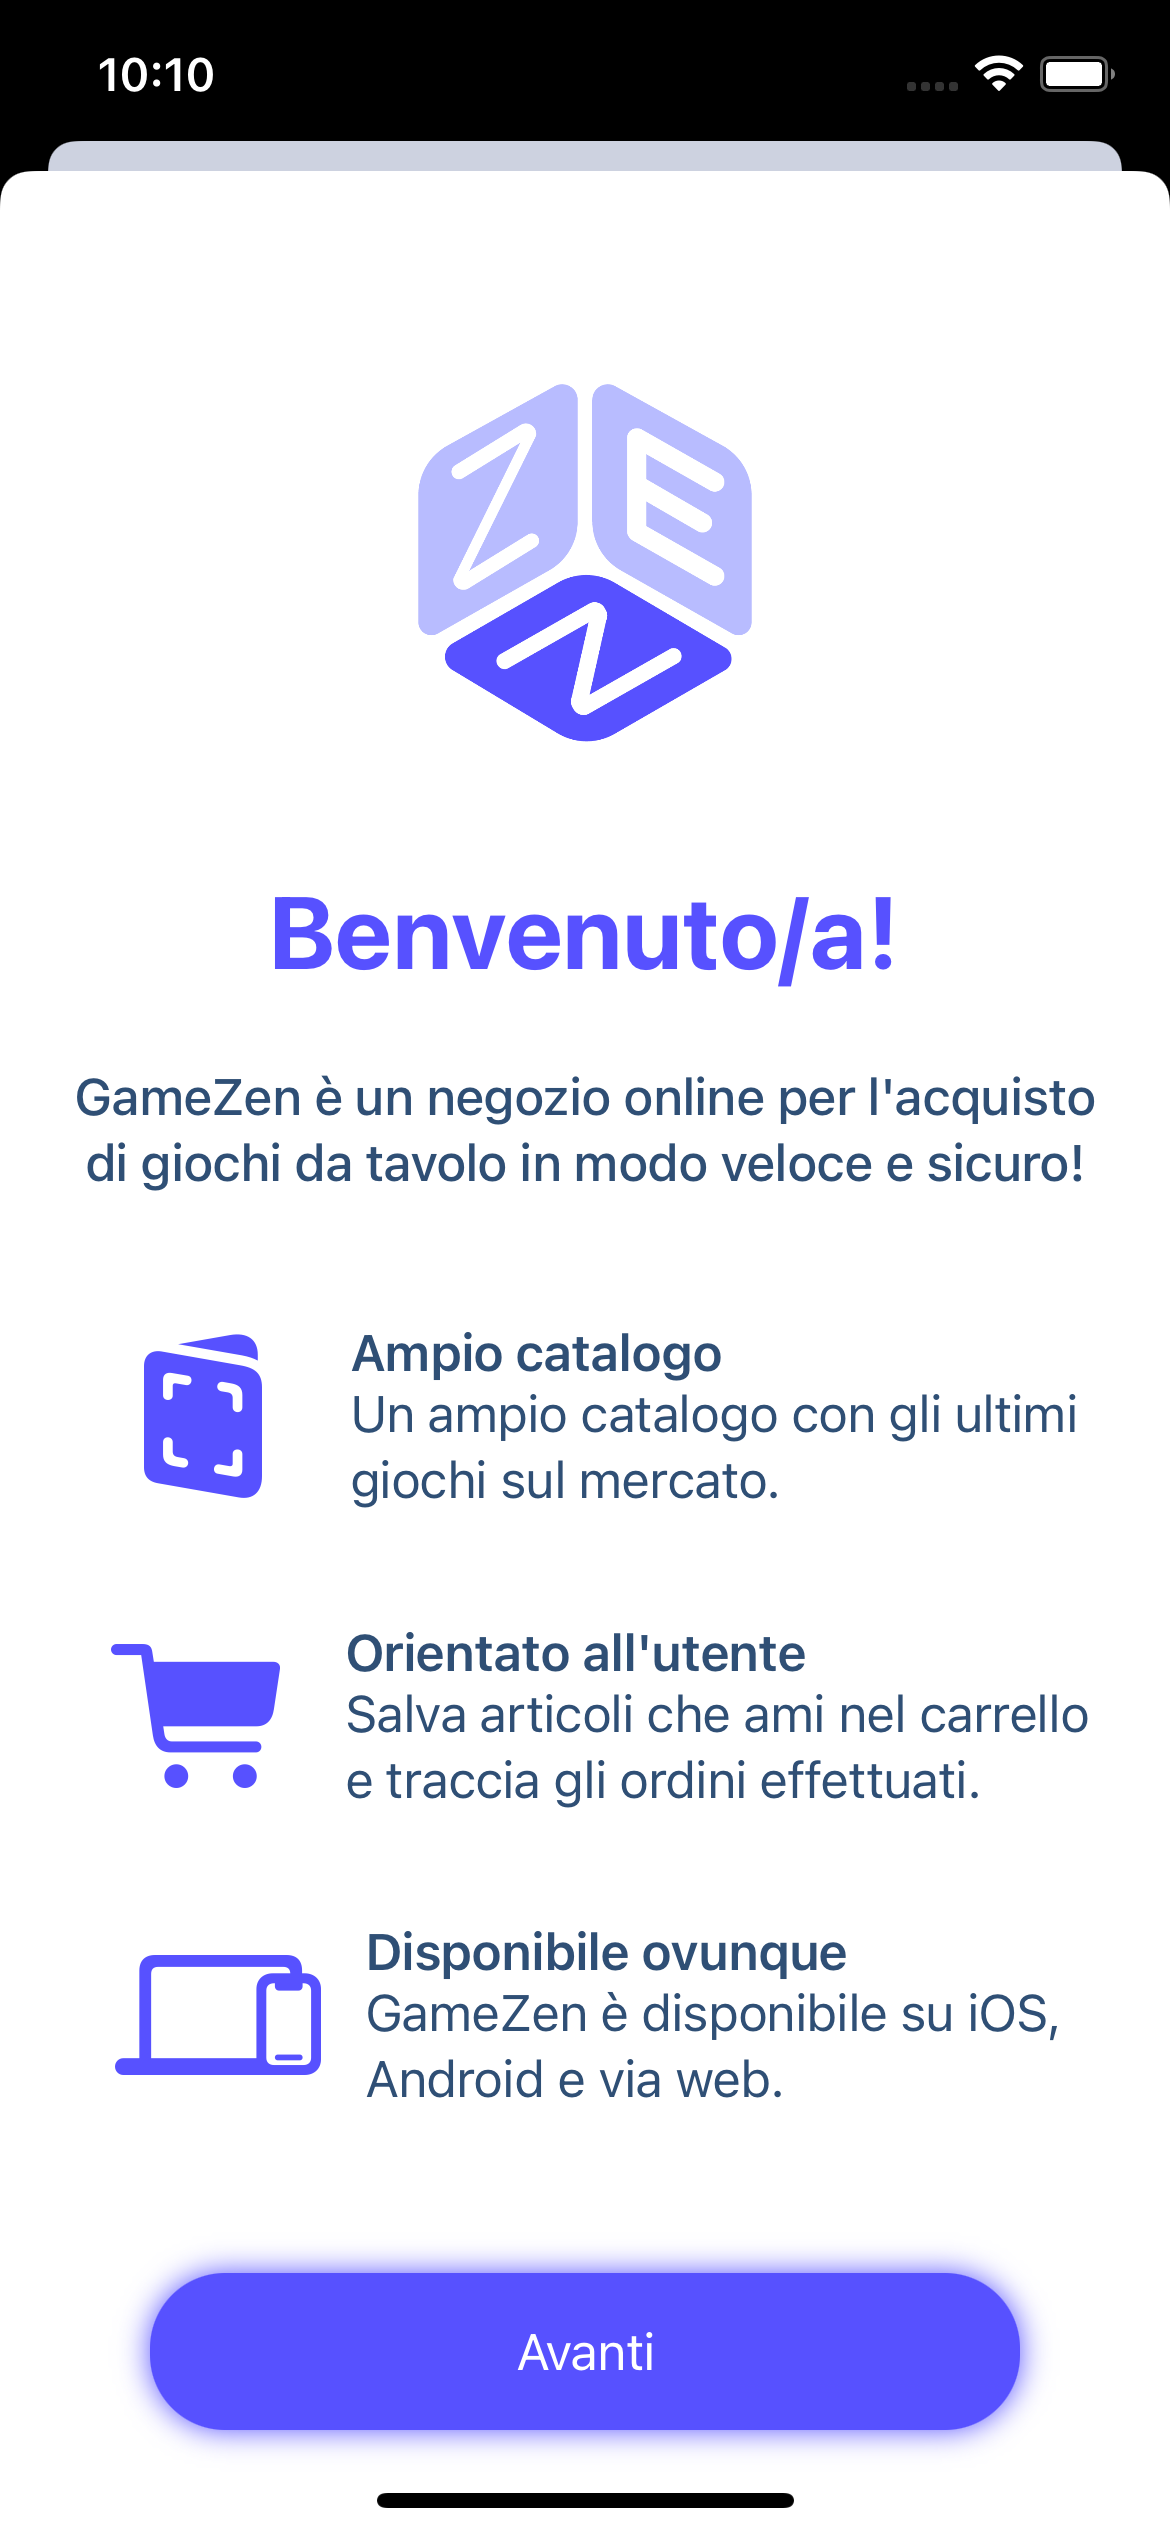 10:10
Z E
N
Benvenuto/a!
GameZen è un negozio online per l'acquisto
di giochi da tavolo in modo veloce e sicuro!
Ampio catalogo
Un ampio catalogo con gli ultimi
giochi sul mercato.
Orientato all'utente
Salva articoli che ami nel carrello
e traccia gli ordini effettuati.
Disponibile ovunque
GameZen è disponibile su iOS,
Android e via web.
Avanti